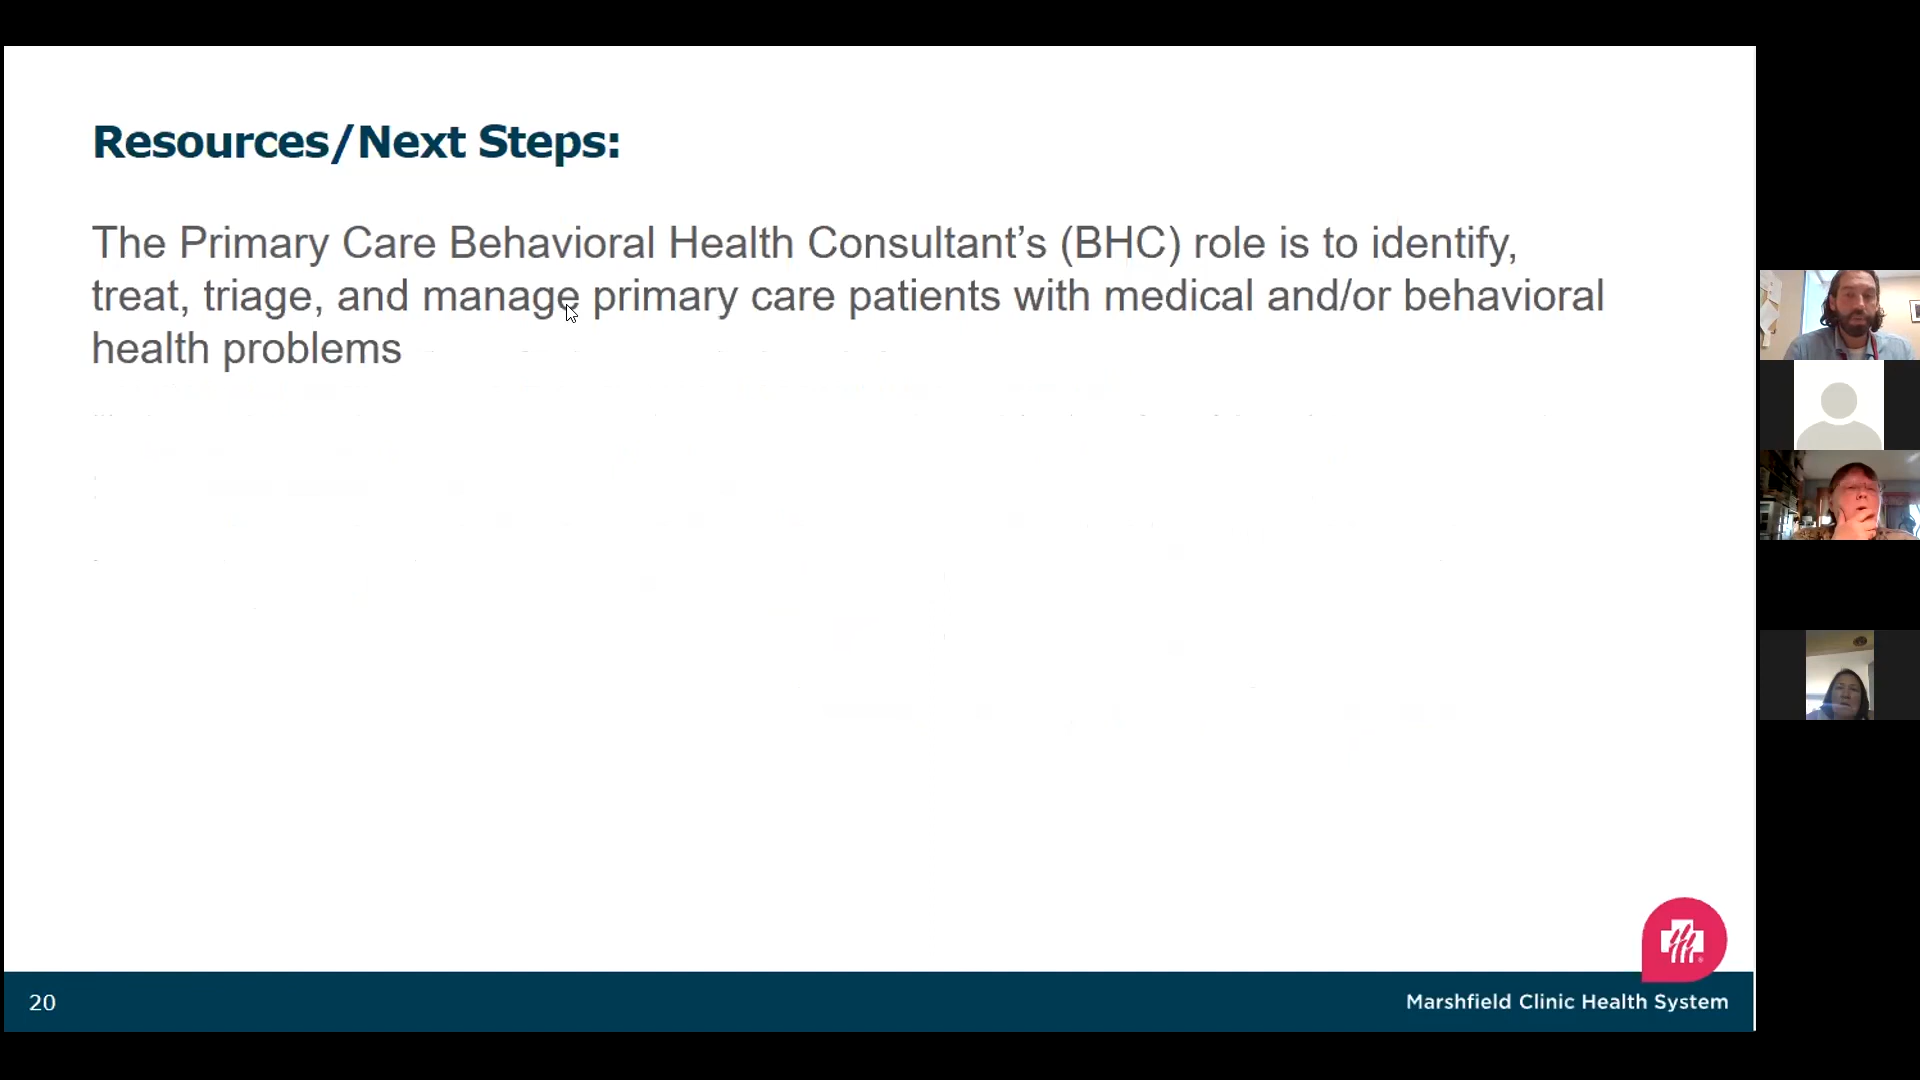 Resources/Next Steps:
The Primary Care Behavioral Health Consultant’s (BHC) role is to identify,
treat, triage, and manage primary care patients with medical and/or behavioral
health problems
20
Marshfield Clinic Health System